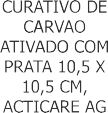 CURATIVO DE
CARVAO
ATIVADO COM
PRATA 10,5 X
10,5 CM,
ACTICARE AG